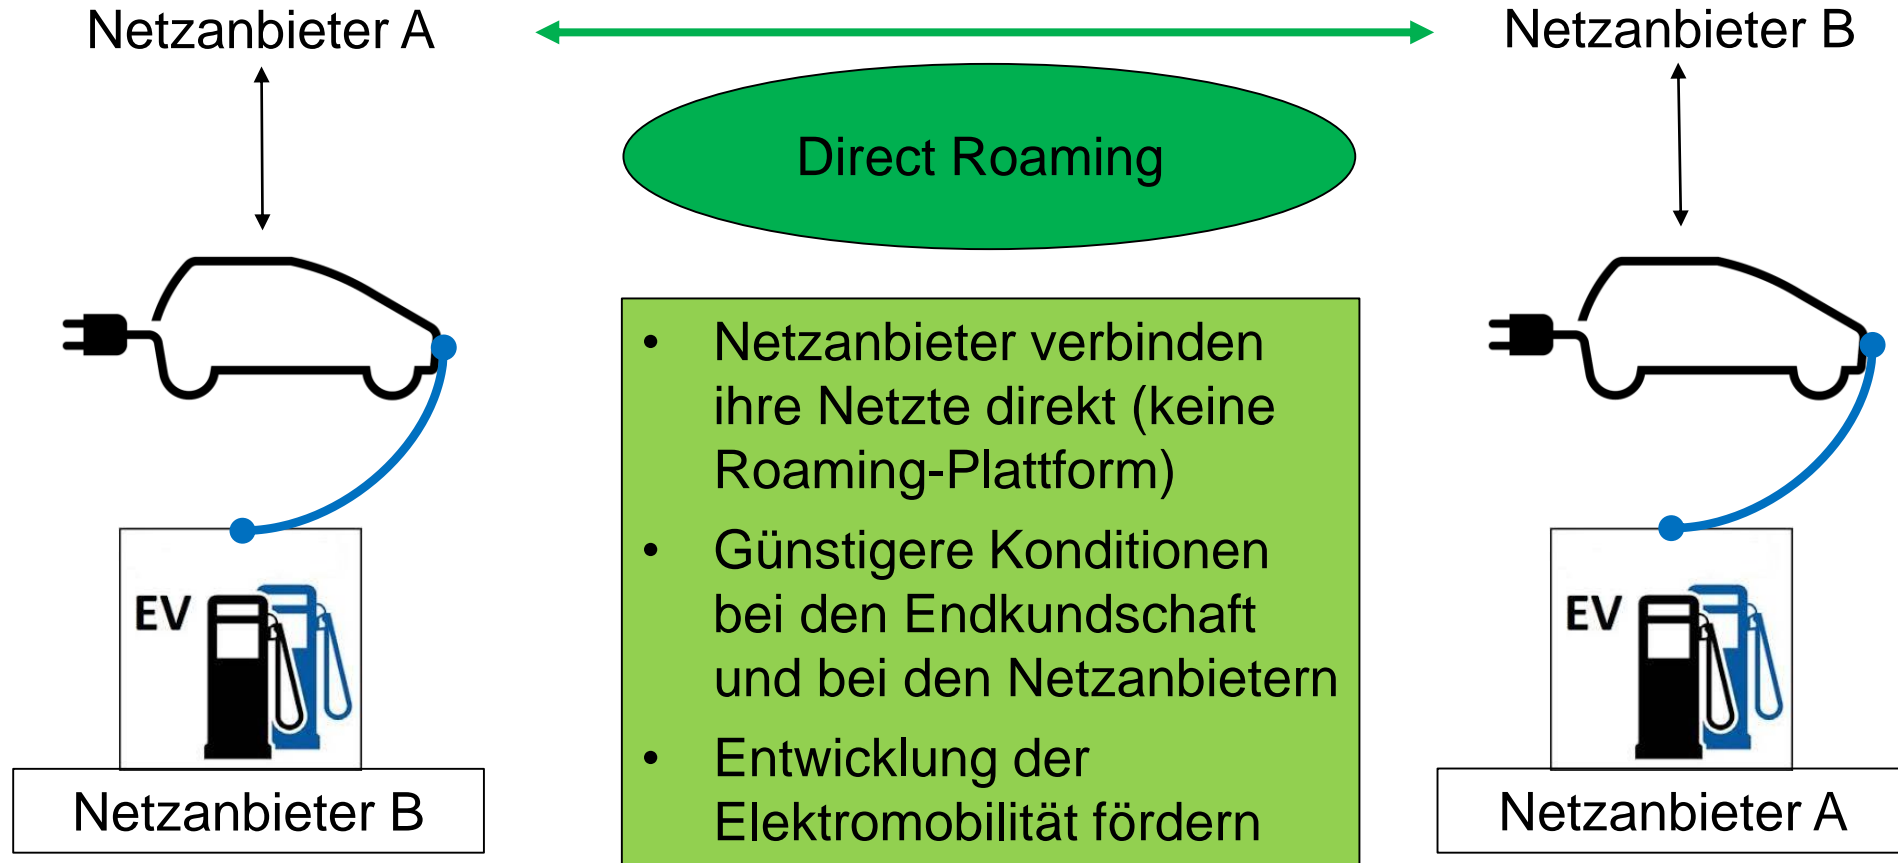 Netzanbieter A
Netzanbieter B
Direct Roaming
• Netzanbieter verbinden
ihre Netzte direkt (keine
Roaming-Plattform)
• Günstigere Konditionen
bei den Endkundschaft
und bei den Netzanbietern
• Entwicklung der
Elektromobilität fördern
EV
Netzanbieter B
EV
Netzanbieter A